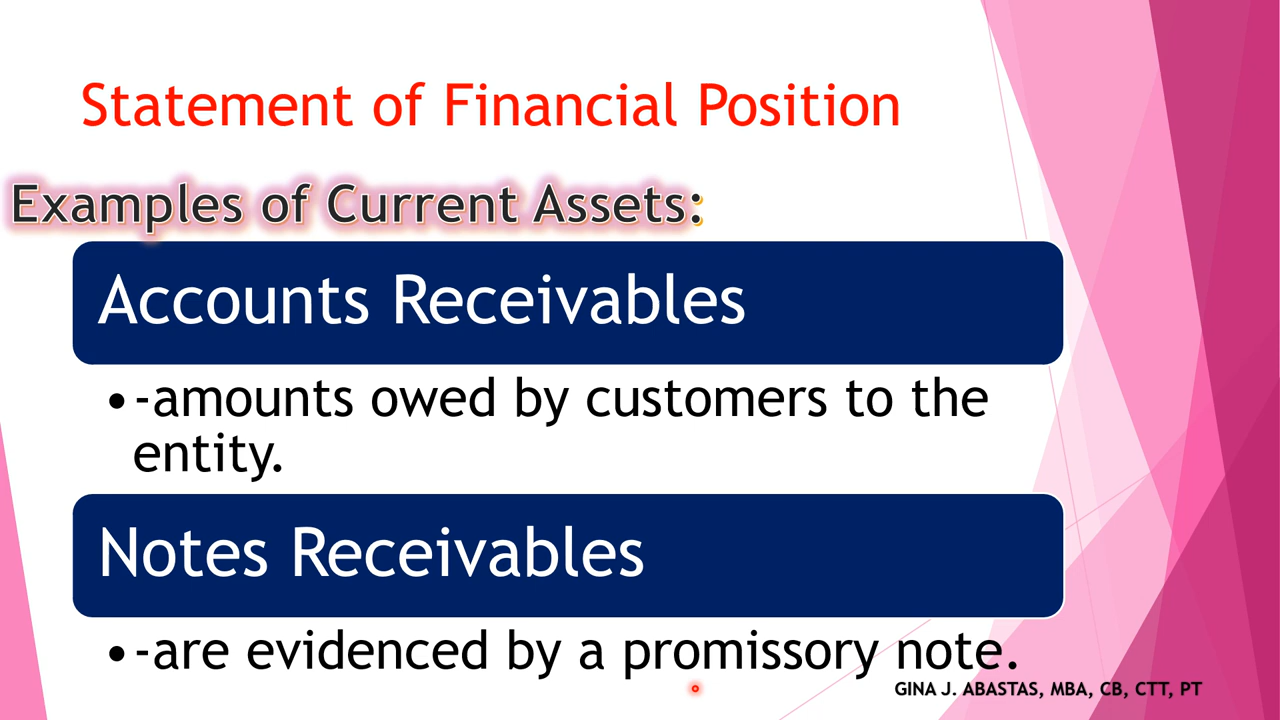 Statement of Financial Position
Examples of Current Assets:
Accounts Receivables
•-amounts owed by customers to the
entity.
Notes Receivables
•-are evidenced by a promissory note.
GINA J. ABASTAS, MBA, CB, CTT, PT